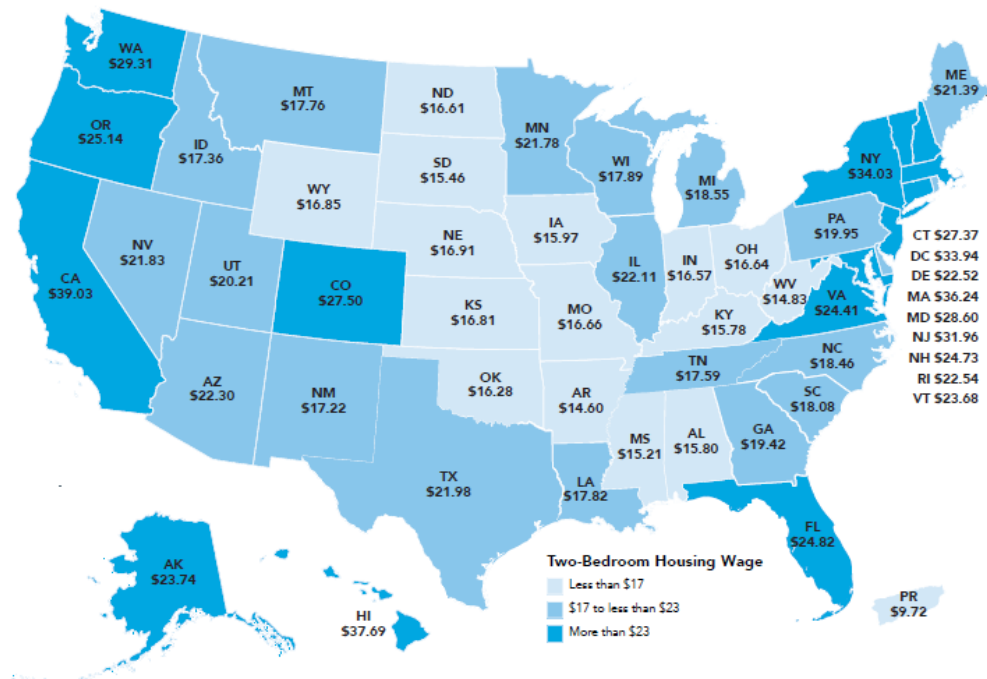 WA
$29.31
OR
$25.14
CA
$39.03
ID
$17.36
NV
$21.83
MT
$17.76
WY
$16.85
UT
$20.21
CO
$27.50
AZ
$22.30
NM
$17.22
ND
$16.61
SD
$15.46
NE
$16.91
KS
$16.81
OK
$16.28
TX
$21.98
MN
$21.78
IA
$15.97
MO
$16.66
AR
$14.60
LA
$17.82
WI
$17.89
IL
$22.11
MI
$18.55
IN
$16.57
OH
$16.64
KY
$15.78
WV
$14.83
TN
$17.59
MS
$15.21
AL
$15.80
GA
$19.42
FL
$24.82
SC
$18.08
NC
$18.46
VA
$24.41
PA
$19.95
NY
$34.03
ME
$21.39
CT $27.37
DC $33.94
DE $22.52
MA $36.24
MD $28.60
NJ $31.96
NH $24.73
RI $22.54
VT $23.68
AK
$23.74
HI
$37.69
Two-Bedroom Housing Wage
Less than $17
$17 to less than $23
More than $23
PR
$9.72